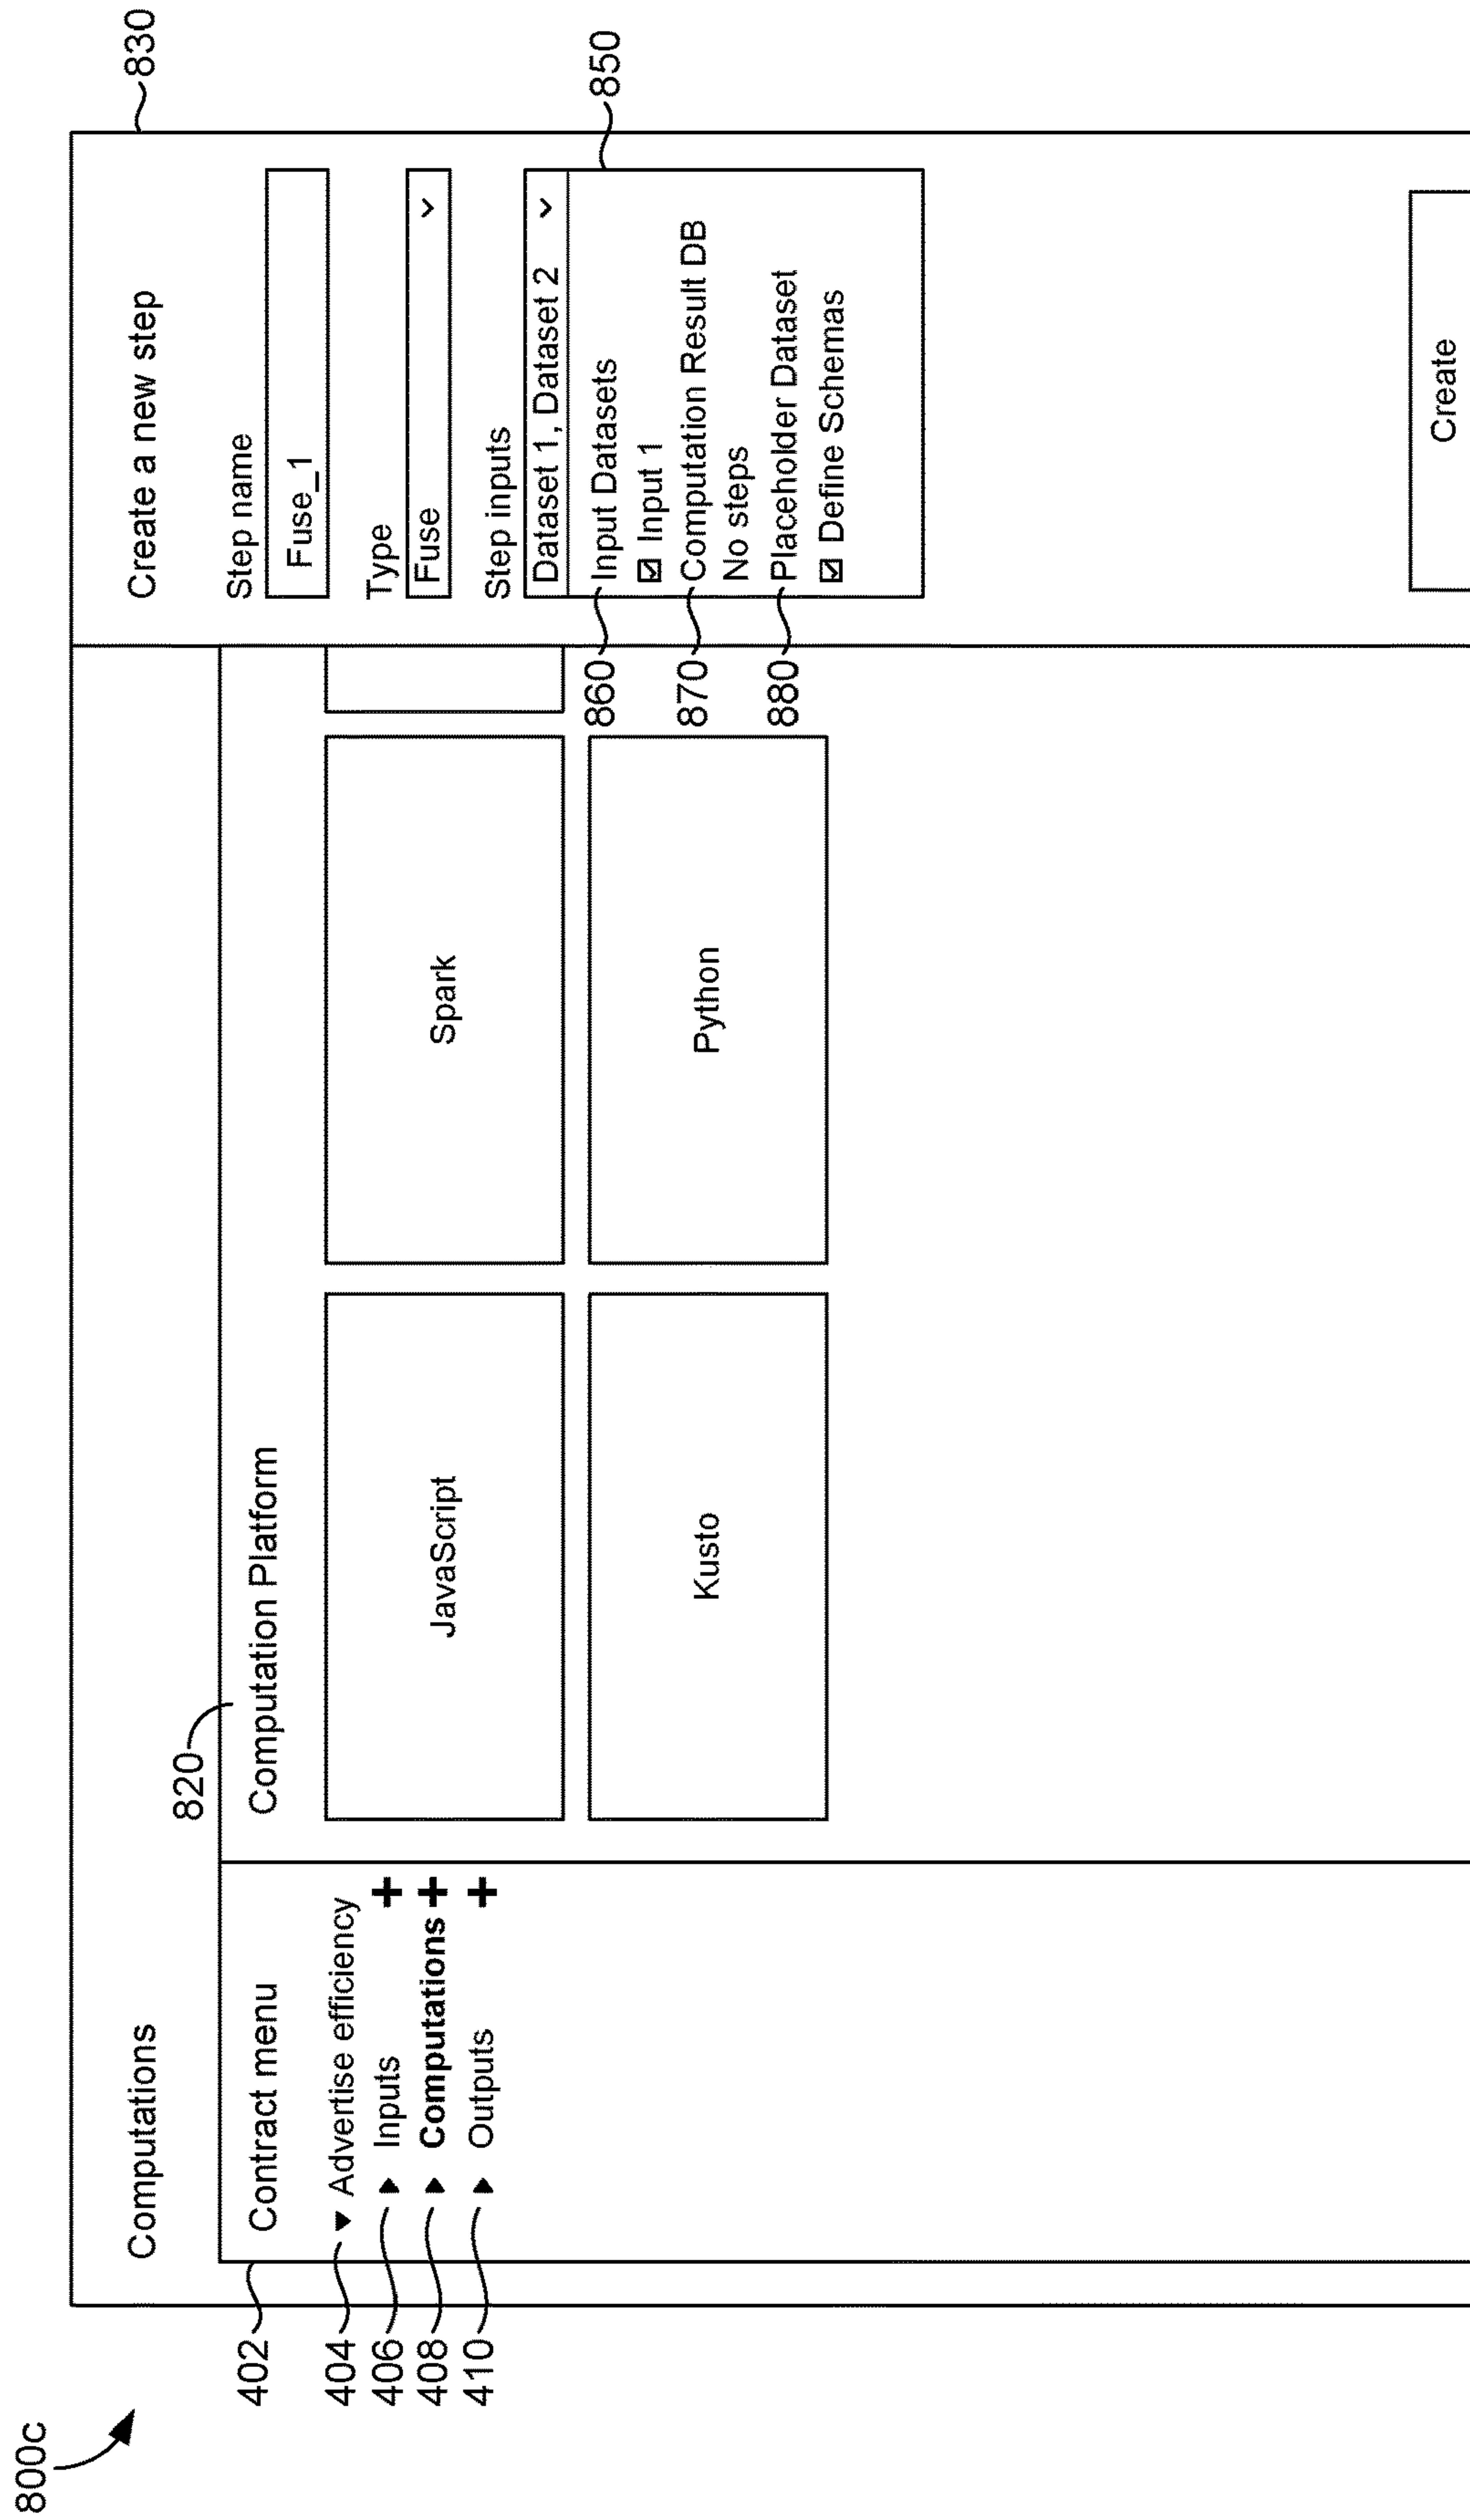 800c
830
Computations
Create a new step
820
402
Contract menu
Computation Platform
Step name
Fuse_1
404
Advertise efficiency
406
Inputs +
408
Computations +
410
Outputs +
JavaScript
Spark
Kusto
Python
Type
Fuse
Step inputs
Dataset 1, Dataset 2
850
860
Input Datasets
Input 1
870
Computation Result DB
No steps
880
Placeholder Dataset
Define Schemas
Create